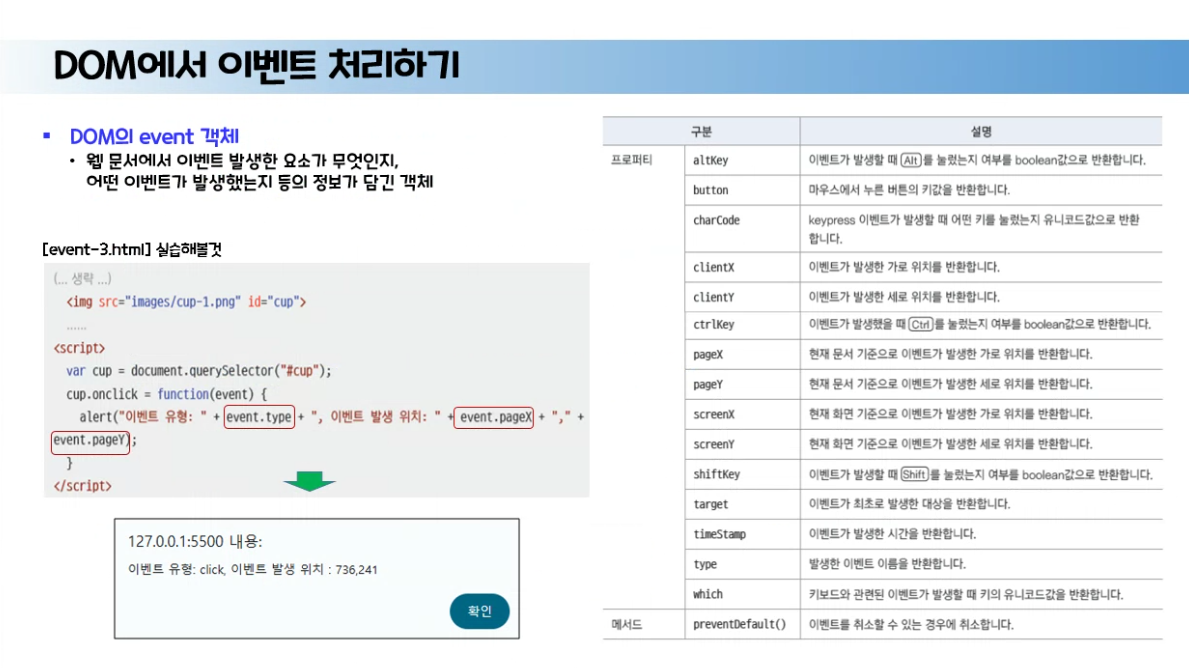 DOM에서 이벤트 처리하기
▪ DOM의 event 객체
• 웹 문서에서 이벤트 발생한 요소가 무엇인지,
어떤 이벤트가 발생했는지 등의 정보가 담긴 객체
[event-3.html] 실습해볼것
(... 생략 ...)
<img src="images/cup-1.png" id="cup">
......
<script>
var cup = document.querySelector("#cup");
cup.onclick = function(event) {
alert("이벤트 유형: " + event.type + ", 이벤트 발생 위치: " + event.pageX + "," +
event.pageY);
}
</script>
127.0.0.1:5500 내용:
이벤트 유형: click, 이벤트 발생 위치 : 736,241
확인
구분 설명
프로퍼티 altKey 이벤트가 발생할 때 Alt를 눌렀는지 여부를 boolean값으로 반환합니다.
button 마우스에서 누른 버튼의 키값을 반환합니다.
charCode keypress 이벤트가 발생할 때 어떤 키를 눌렀는지 유니코드값으로 반환
합니다.
clientX 이벤트가 발생한 가로 위치를 반환합니다.
clientY 이벤트가 발생한 세로 위치를 반환합니다.
ctrlKey 이벤트가 발생했을 때 Ctrl를 눌렀는지 여부를 boolean값으로 반환합니다.
pageX 현재 문서 기준으로 이벤트가 발생한 가로 위치를 반환합니다.
pageY 현재 문서 기준으로 이벤트가 발생한 세로 위치를 반환합니다.
screenX 현재 화면 기준으로 이벤트가 발생한 가로 위치를 반환합니다.
screenY 현재 화면 기준으로 이벤트가 발생한 세로 위치를 반환합니다.
shiftKey 이벤트가 발생할 때 Shift를 눌렀는지 여부를 boolean값으로 반환합니다.
target 이벤트가 최초로 발생한 대상을 반환합니다.
timeStamp 이벤트가 발생한 시간을 반환합니다.
type 발생한 이벤트 이름을 반환합니다.
which 키보드와 관련된 이벤트가 발생할 때 키의 유니코드값을 반환합니다.
메서드 preventDefault() 이벤트를 취소할 수 있는 경우에 취소합니다.